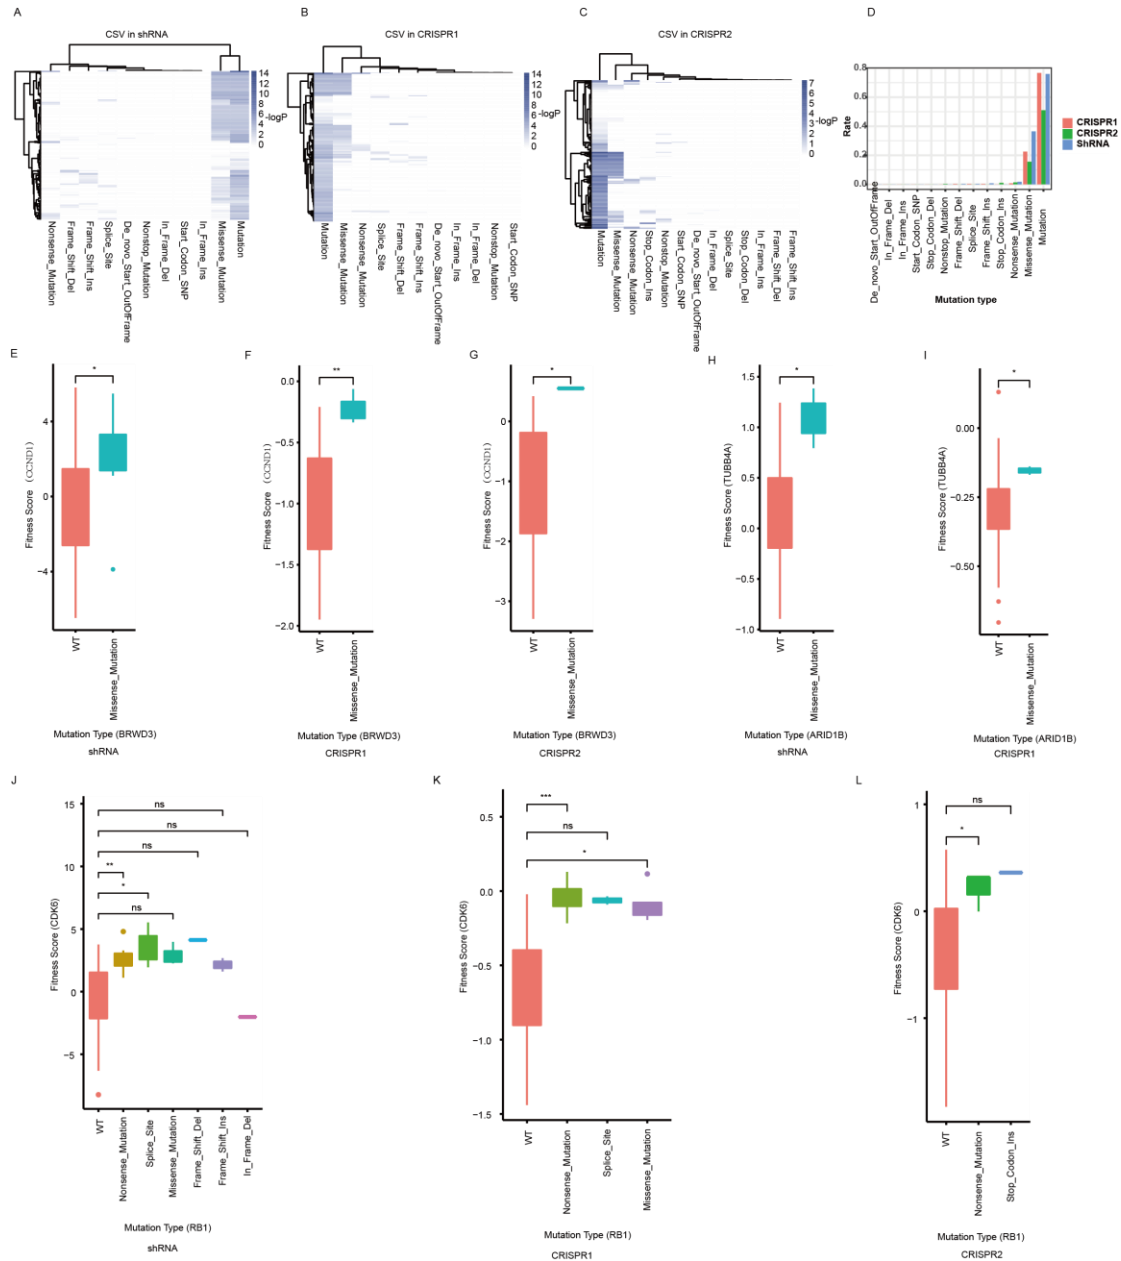 A
B
C
D
CSV in shRNA
CSV in CRISPR1
CSV in CRISPR2
14
12
10
8
6
4
2
0
-logP
Nonsense_Mutation
Frame_Shift_Del
Frame_Shift_Ins
Splice_Site
De_novo_Start_OutOfFrame
Nonstop_Mutation
In_Frame_Del
Start_Codon_SNP
In_Frame_Ins
Missense_Mutation
Mutation
14
12
10
8
6
4
2
0
-logP
Mutation
Missense_Mutation
Nonsense_Mutation
Splice_Site
Frame_Shift_Del
Frame_Shift_Ins
De_novo_Start_OutOfFrame
In_Frame_Ins
In_Frame_Del
Nonstop_Mutation
Start_Codon_SNP
7
6
5
4
3
2
1
0
-logP
Mutation
Missense_Mutation
Nonsense_Mutation
Stop_Codon_Ins
Nonstop_Mutation
Start_Codon_SNP
De_novo_Start_OutOfFrame
In_Frame_Del
Splice_Site
Stop_Codon_Del
In_Frame_Ins
Frame_Shift_Del
Frame_Shift_Ins
0.8
0.6
0.4
0.2
0.0
Rate
CRISPR1
CRISPR2
ShRNA
De_novo_Start_OutOfFrame
In_Frame_Del
In_Frame_Ins
Start_Codon_SNP
Stop_Codon_Del
Nonstop_Mutation
Frame_Shift_Del
Splice_Site
Frame_Shift_Ins
Stop_Codon_Ins
Nonsense_Mutation
Missense_Mutation
Mutation
Mutation type
E
*
4
0
−4
Fitness Score (CCND1)
WT
Missense_Mutation
Mutation Type (BRWD3)
shRNA
F
**
0.0
−0.5
−1.0
−1.5
−2.0
Fitness Score (CCND1)
WT
Missense_Mutation
Mutation Type (BRWD3)
CRISPR1
G
*
0
−1
−2
−3
Fitness Score (CCND1)
WT
Missense_Mutation
Mutation Type (BRWD3)
CRISPR2
H
*
1.5
1.0
0.5
0.0
−0.5
−1.0
Fitness Score (TUBB4A)
WT
Missense_Mutation
Mutation Type (ARID1B)
shRNA
I
*
0.00
−0.25
−0.50
Fitness Score (TUBB4A)
WT
Missense_Mutation
Mutation Type (ARID1B)
CRISPR1
J
15
10
5
0
−5
ns
ns
ns
**
*
ns
Fitness Score (CDK6)
WT
Nonsense_Mutation
Splice_Site
Missense_Mutation
Frame_Shift_Del
Frame_Shift_Ins
In_Frame_Del
Mutation Type (RB1)
shRNA
K
0.5
0.0
−0.5
−1.0
−1.5
***
ns
*
Fitness Score (CDK6)
WT
Nonsense_Mutation
Splice_Site
Missense_Mutation
Mutation Type (RB1)
CRISPR1
L
1
0
−1
ns
*
Fitness Score (CDK6)
WT
Nonsense_Mutation
Stop_Codon_Ins
Mutation Type (RB1)
CRISPR2